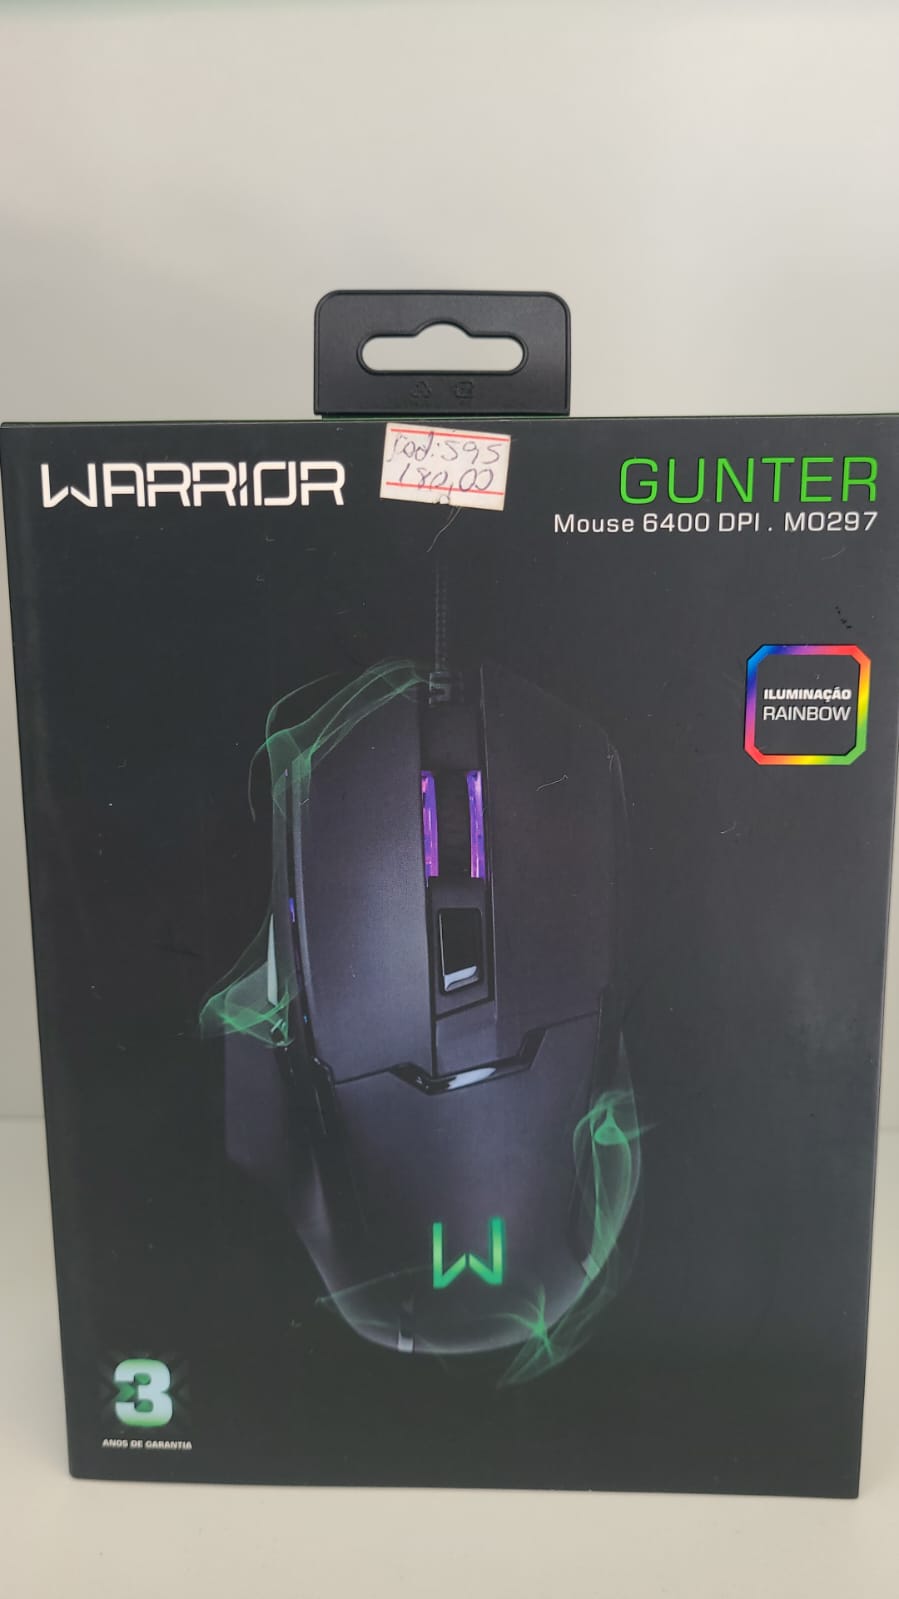 WARRIOR
Cod: 595
180,00
GUNTER
Mouse 6400 DPI . MO297
ILUMINAÇÃO
RAINBOW
W
3
ANOS DE GARANTIA